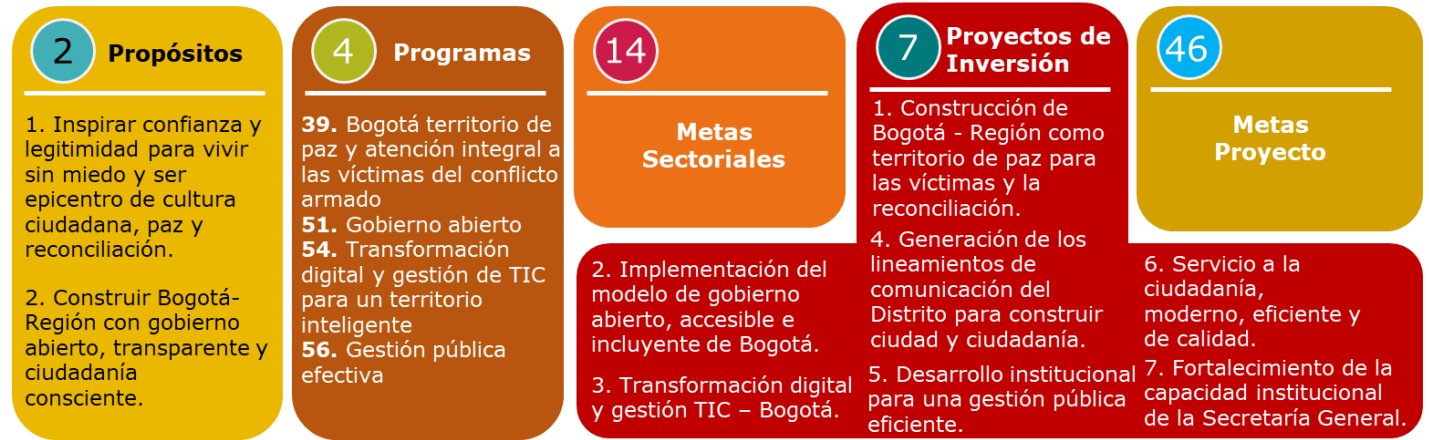 2 Propósitos
1. Inspirar confianza y
legitimidad para vivir
sin miedo y ser
epicentro de cultura
ciudadana, paz y
reconciliación.
2. Construir Bogotá-
Región con gobierno
abierto, transparente y
ciudadanía
consciente.
4 Programas
39. Bogotá territorio de
paz y atención integral a
las víctimas del conflicto
armado
51. Gobierno abierto
54. Transformación
digital y gestión de TIC
para un territorio
inteligente
56. Gestión pública
efectiva
14
Metas
Sectoriales
7 Proyectos de
Inversión
1. Construcción de
Bogotá - Región como
territorio de paz para
las víctimas y la
reconciliación.
46
Metas
Proyecto
2. Implementación del
modelo de gobierno
abierto, accesible e
incluyente de Bogotá.
3. Transformación digital
y gestión TIC – Bogotá.
4. Generación de los
lineamientos de
comunicación del
Distrito para construir
ciudad y ciudadanía.
5. Desarrollo institucional
para una gestión pública
eficiente.
6. Servicio a la
ciudadanía,
moderno, eficiente y
de calidad.
7. Fortalecimiento de la
capacidad institucional
de la Secretaría General.